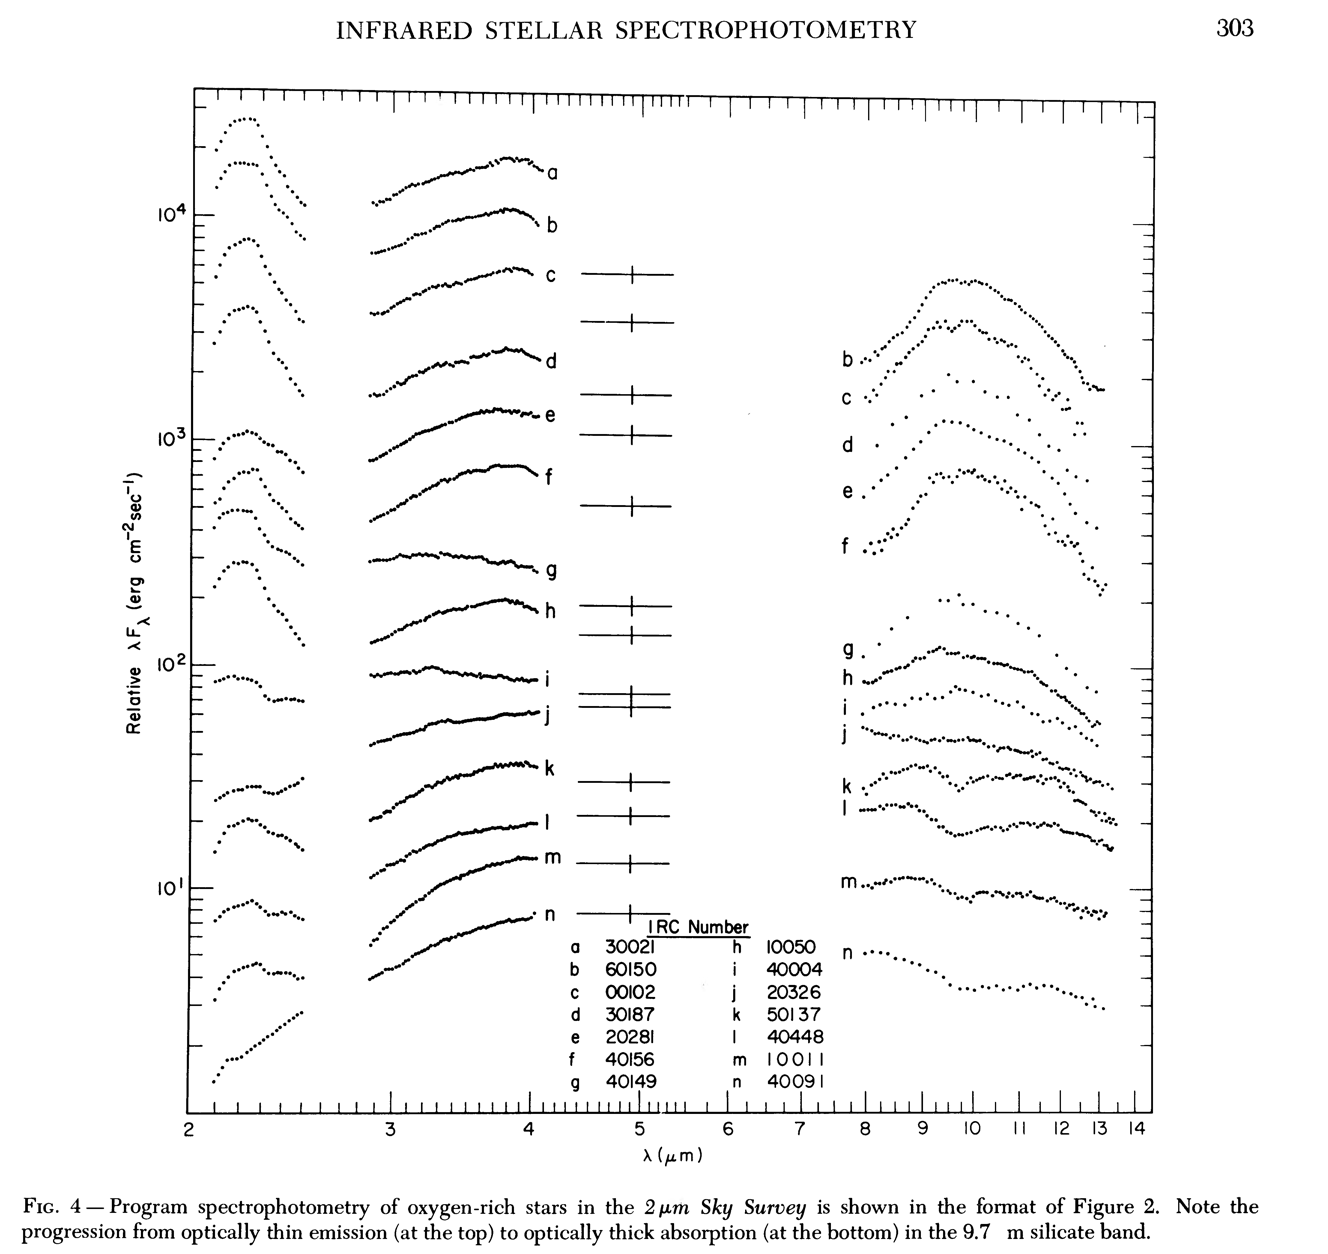 INFRARED STELLAR SPECTROPHOTOMETRY 303
a
b
10⁴
c
b
d
c
e
10³
d
f
e
f
g
h
g
10²
h
i
i
j
j
k
k
l
l
m
10¹
m
n
n
Relative λFλ (erg cm⁻² sec⁻¹)
IRC Number
a 30021 h 10050
b 60150 i 40004
c 00102 j 20326
d 30187 k 50137
e 20281 l 40448
f 40156 m 10011
g 40149 n 40091
2 3 4 5 6 7 8 9 10 11 12 13 14
λ (μm)
FIG. 4 — Program spectrophotometry of oxygen-rich stars in the 2 μm Sky Survey is shown in the format of Figure 2. Note the
progression from optically thin emission (at the top) to optically thick absorption (at the bottom) in the 9.7 m silicate band.